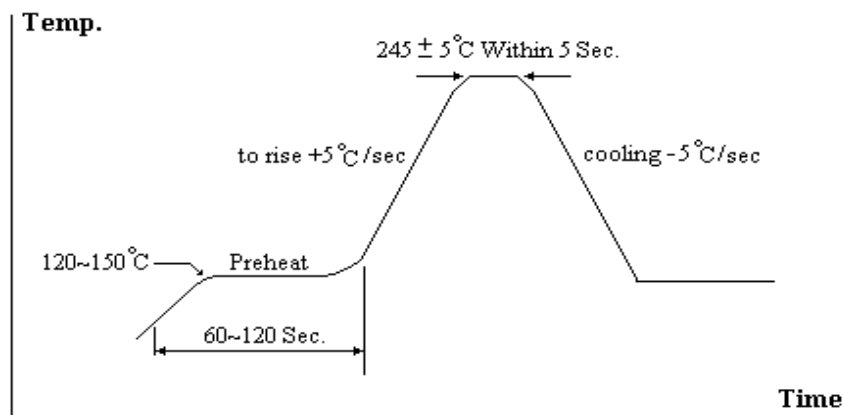 Temp.
245 ± 5°C Within 5 Sec.
to rise +5°C/sec
cooling -5°C/sec
120~150°C
Preheat
60~120 Sec.
Time